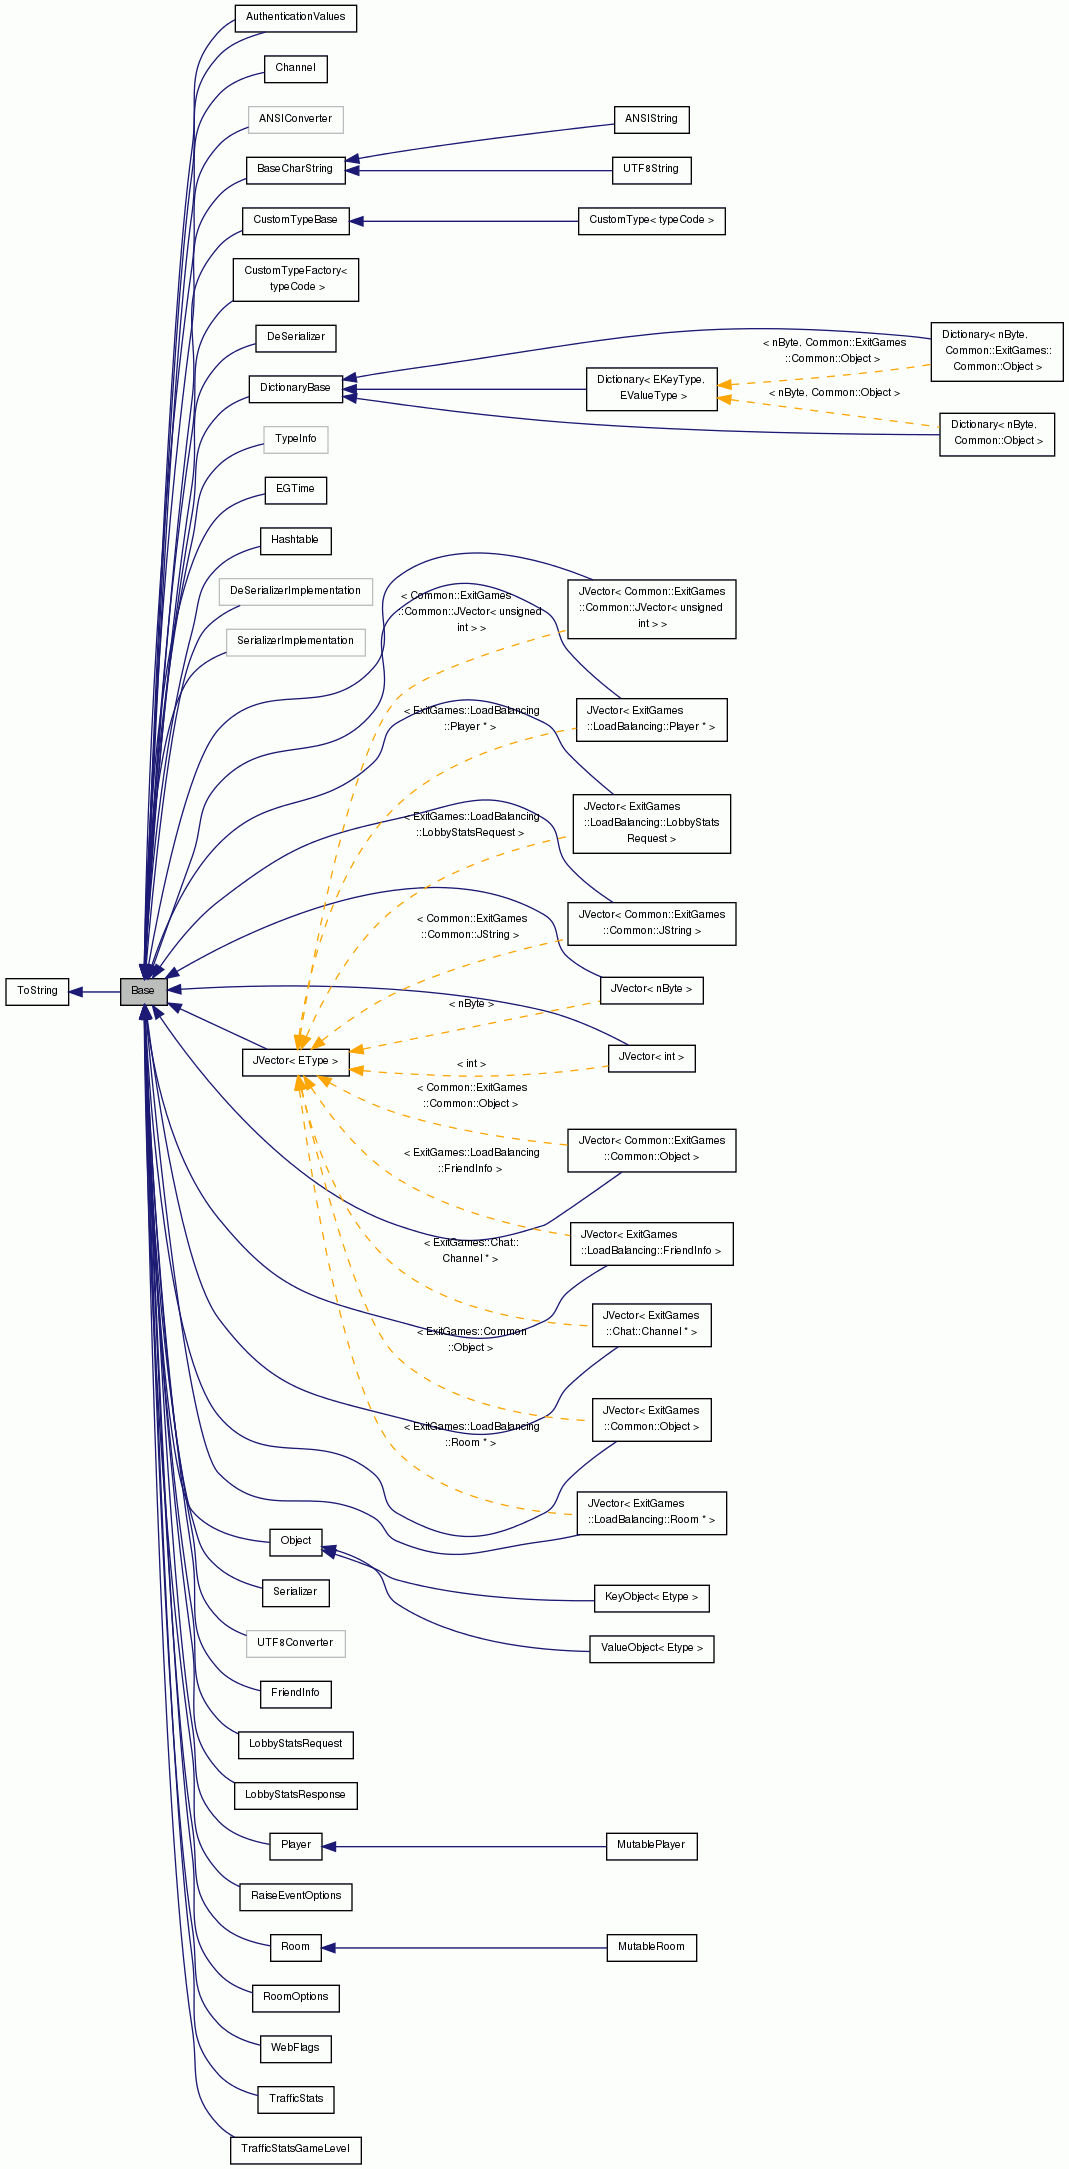 AuthenticationValues
Channel
ANSIConverter
ANSIString
BaseCharString
UTF8String
CustomTypeBase
CustomType< typeCode >
CustomTypeFactory<
typeCode >
DeSerializer
Dictionary< nByte,
Common::ExitGames::
Common::Object >
< nByte, Common::ExitGames
::Common::Object >
DictionaryBase
Dictionary< EKeyType,
EValueType >
< nByte, Common::Object >
Dictionary< nByte,
Common::Object >
TypeInfo
EGTime
Hashtable
DeSerializerImplementation
SerializerImplementation
< Common::ExitGames
::Common::JVector< unsigned
int > >
JVector< Common::ExitGames
::Common::JVector< unsigned
int > >
< ExitGames::LoadBalancing
::Player * >
JVector< ExitGames
::LoadBalancing::Player * >
< ExitGames::LoadBalancing
::LobbyStatsRequest >
JVector< ExitGames
::LoadBalancing::LobbyStats
Request >
< Common::ExitGames
::Common::JString >
JVector< Common::ExitGames
::Common::JString >
ToString
Base
< nByte >
JVector< nByte >
JVector< EType >
< int >
JVector< int >
< Common::ExitGames
::Common::Object >
JVector< Common::ExitGames
::Common::Object >
< ExitGames::LoadBalancing
::FriendInfo >
JVector< ExitGames
::LoadBalancing::FriendInfo >
< ExitGames::Chat::
Channel * >
JVector< ExitGames
::Chat::Channel * >
< ExitGames::Common
::Object >
JVector< ExitGames
::Common::Object >
< ExitGames::LoadBalancing
::Room * >
JVector< ExitGames
::LoadBalancing::Room * >
Object
Serializer
KeyObject< Etype >
UTF8Converter
ValueObject< Etype >
FriendInfo
LobbyStatsRequest
LobbyStatsResponse
Player
MutablePlayer
RaiseEventOptions
Room
MutableRoom
RoomOptions
WebFlags
TrafficStats
TrafficStatsGameLevel